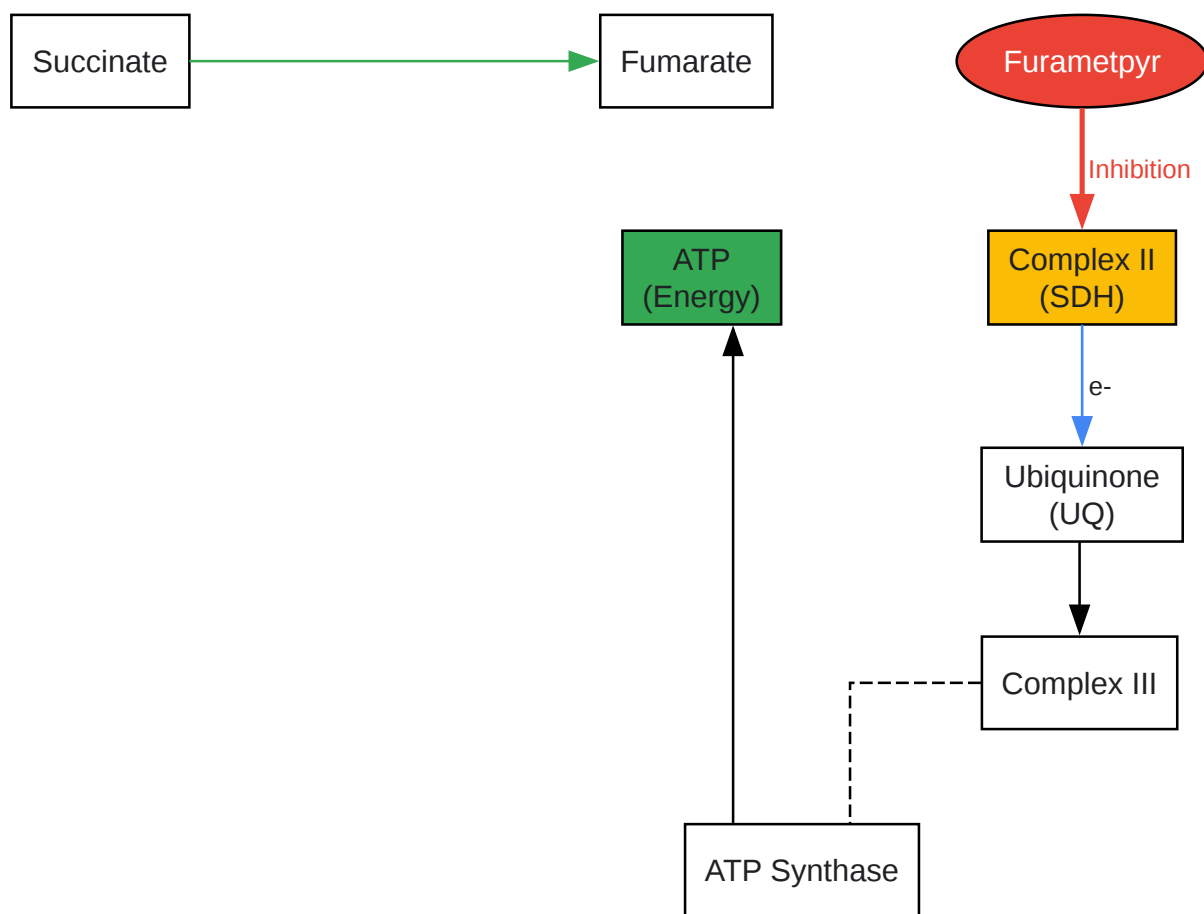 Succinate
Fumarate
Furametpyr
Inhibition
ATP
(Energy)
Complex II
(SDH)
e-
Ubiquinone
(UQ)
Complex III
ATP Synthase